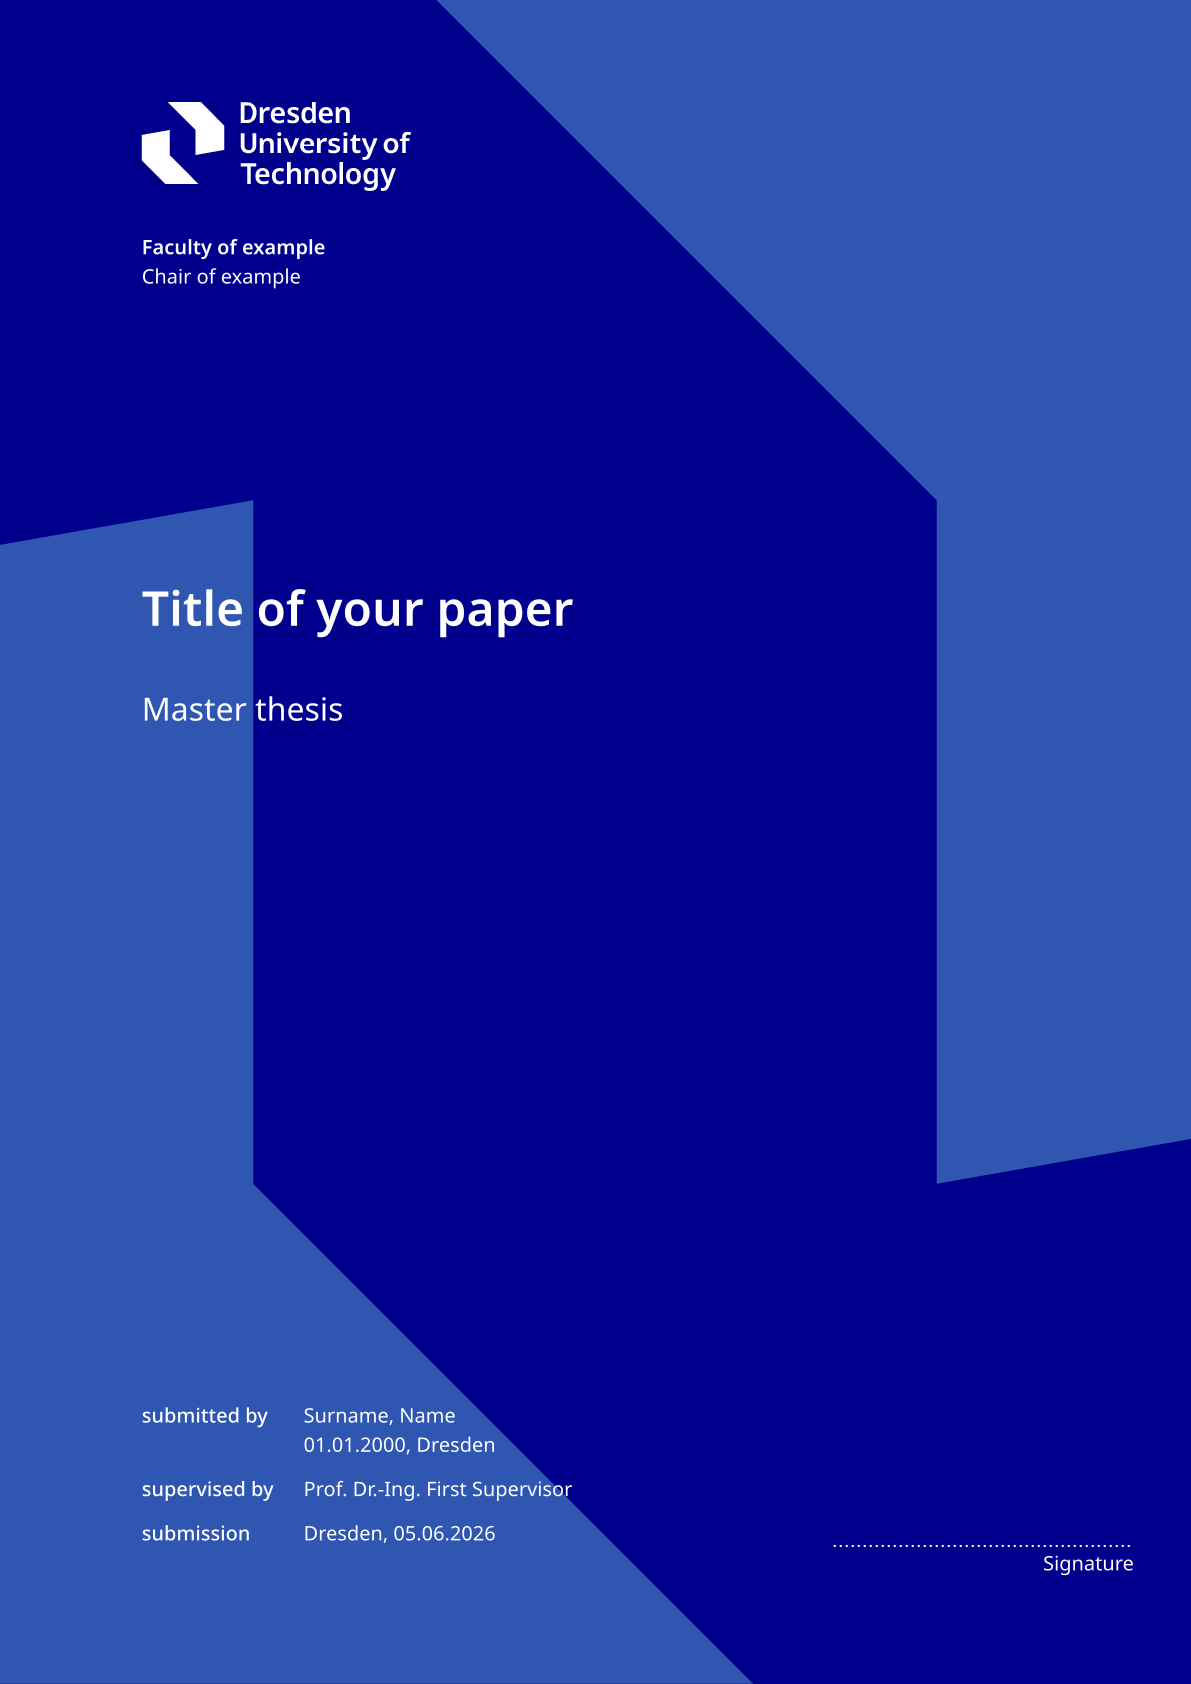 Dresden
University of
Technology
Faculty of example
Chair of example
Title of your paper
Master thesis
submitted by Surname, Name
01.01.2000, Dresden
supervised by Prof. Dr.-Ing. First Supervisor
submission Dresden, 05.06.2026
Signature